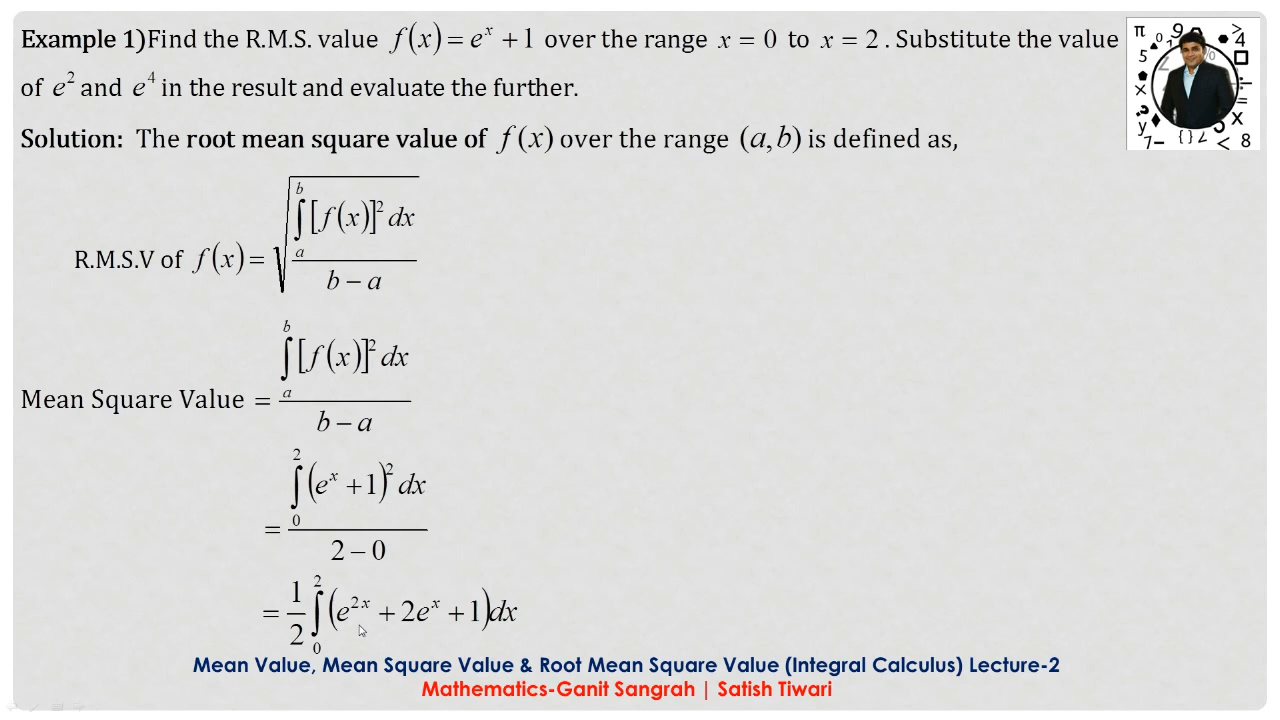 Example 1)Find the R.M.S. value f(x) = e^x + 1 over the range x = 0 to x = 2 . Substitute the value
of e^2 and e^4 in the result and evaluate the further.
Solution: The root mean square value of f(x) over the range (a,b) is defined as,
R.M.S.V of f(x) = √(∫_a^b [f(x)]^2 dx / b − a)
Mean Square Value = ∫_a^b [f(x)]^2 dx / b − a
= ∫_0^2 (e^x + 1)^2 dx / 2 − 0
= 1/2 ∫_0^2 (e^{2x} + 2e^x + 1)dx
Mean Value, Mean Square Value & Root Mean Square Value (Integral Calculus) Lecture-2
Mathematics-Ganit Sangrah | Satish Tiwari